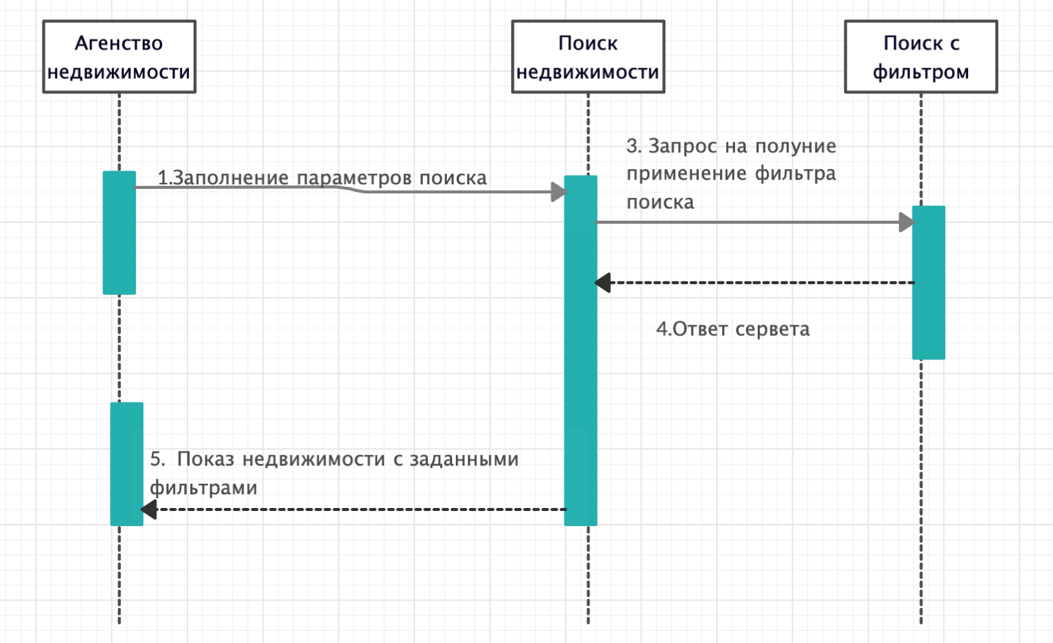 Агенство
недвижимости
Поиск
недвижимости
Поиск с
фильтром
1.Заполнение параметров поиска
3. Запрос на полуние
применение фильтра
поиска
4.Ответ сервета
5. Показ недвижимости с заданными
фильтрами